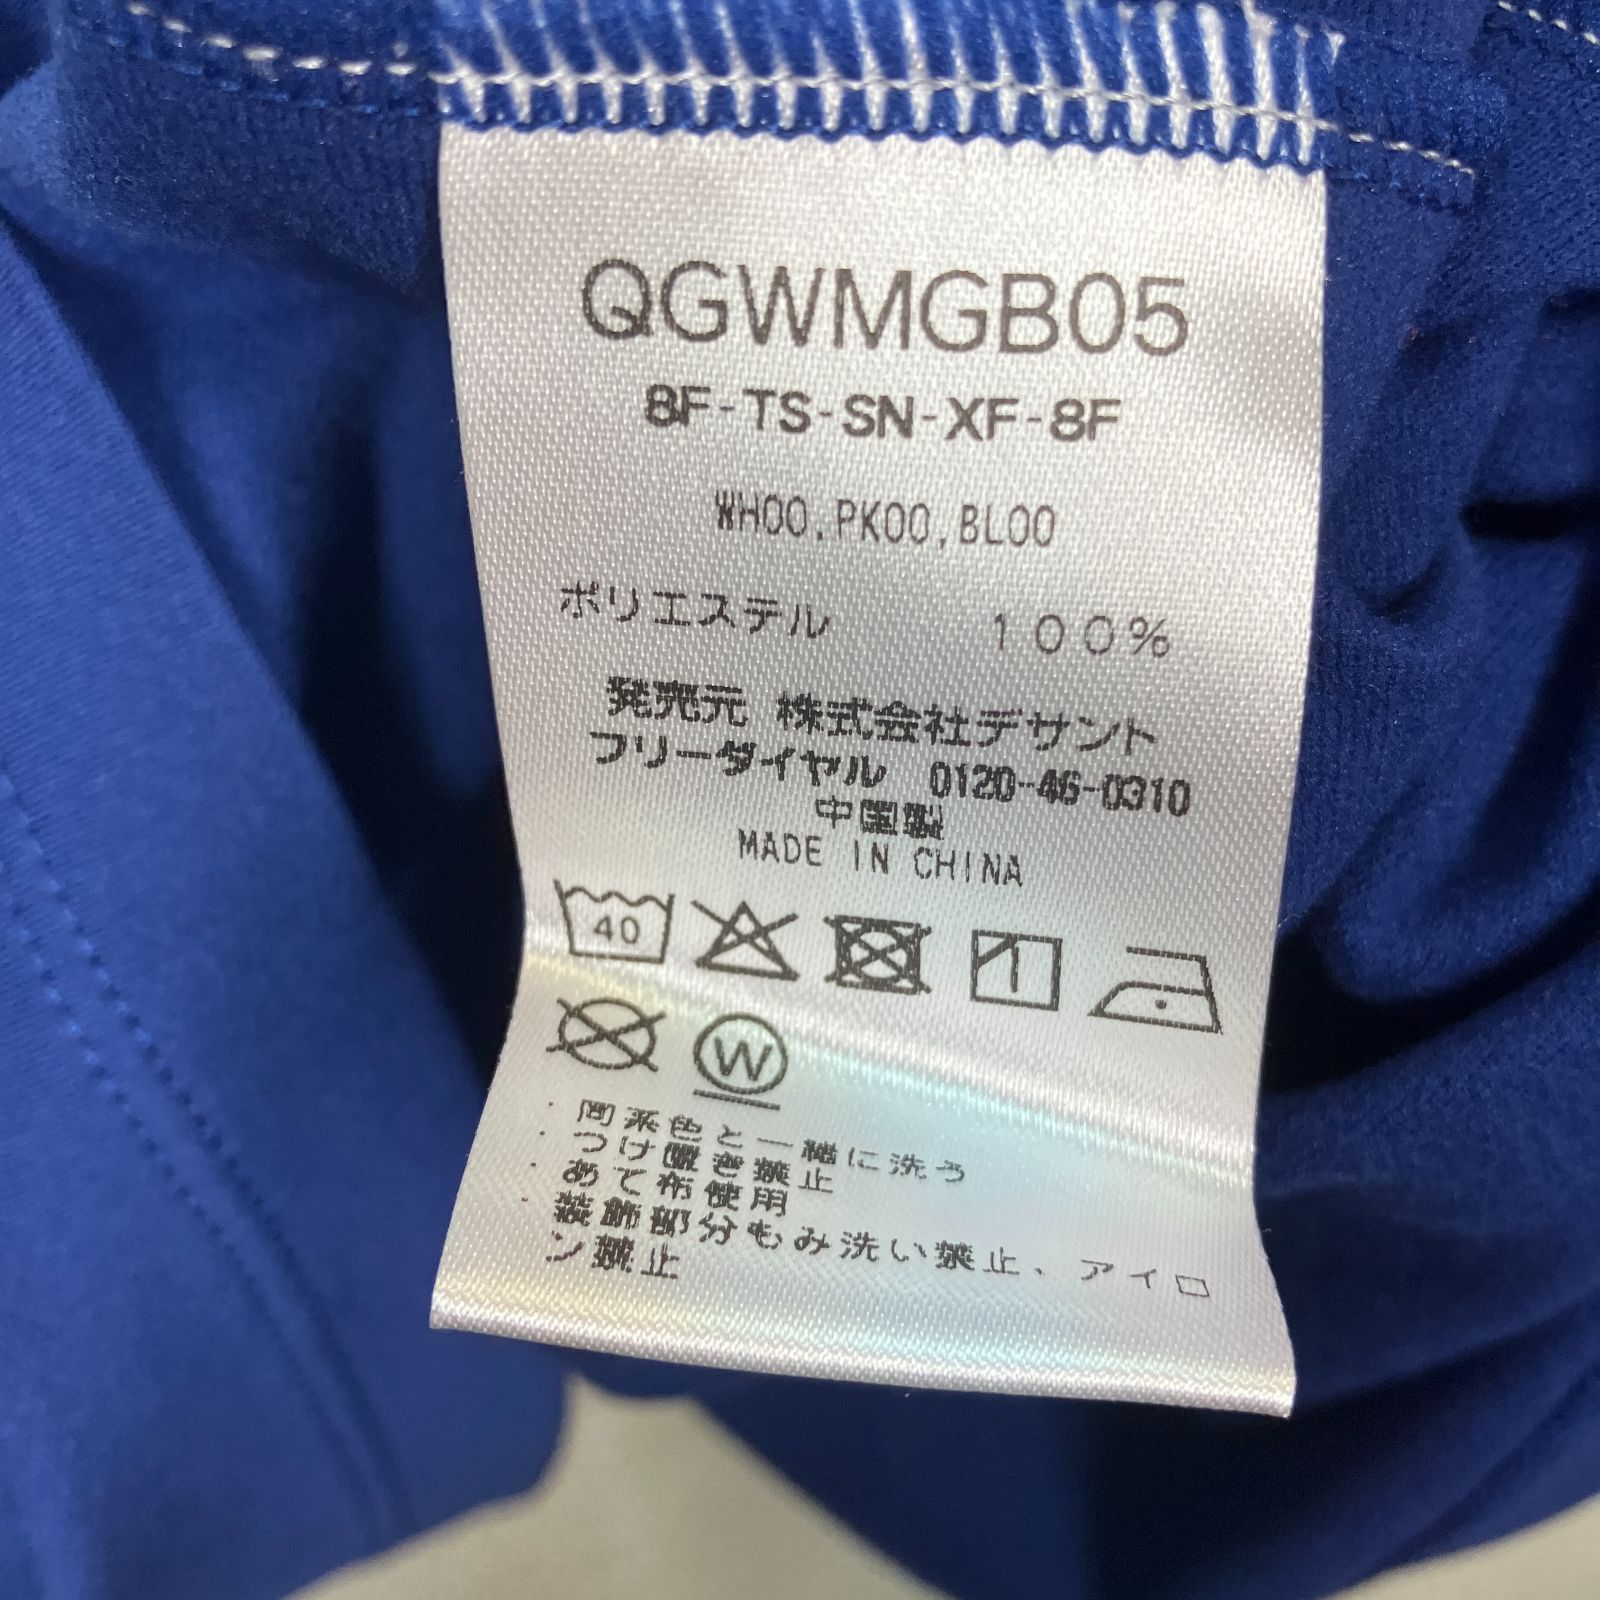 QGWMGB05
8F-TS-SN-XF-8F
WH00,PK00,BL00
ポリエステル 100%
発売元 株式会社デサント
フリーダイヤル 0120-46-0310
中国製
MADE IN CHINA
40
1
W
・同系色と一緒に洗う
・つけ置き禁止
・あて布使用
・装飾部分もみ洗い禁止、アイロ
ン禁止